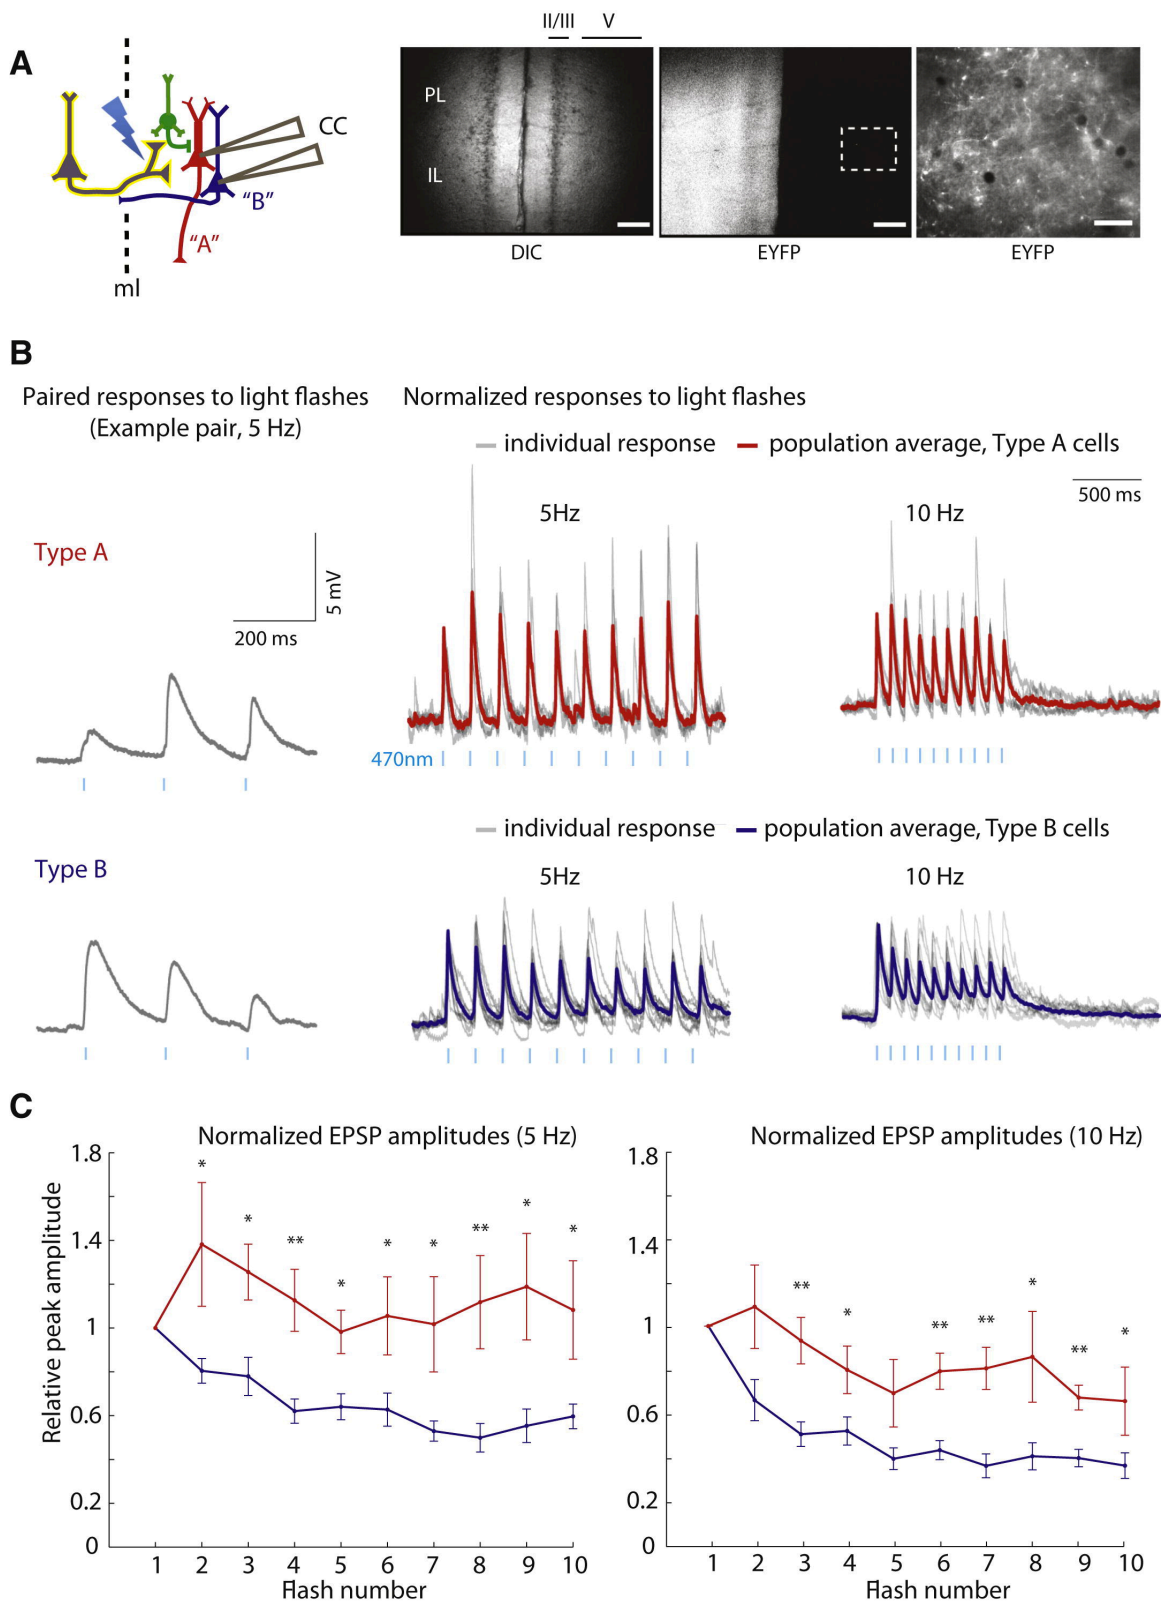 A
II/III V
PL
IL
CC
"B"
"A"
ml
DIC
EYFP
EYFP
B
Paired responses to light flashes
(Example pair, 5 Hz)
Normalized responses to light flashes
individual response
population average, Type A cells
500 ms
5Hz
10 Hz
Type A
5 mV
200 ms
470nm
individual response
population average, Type B cells
Type B
5Hz
10 Hz
C
Normalized EPSP amplitudes (5 Hz)
Relative peak amplitude
1.8
1.4
1
0.6
0.2
0
* * ** * * * ** * *
1 2 3 4 5 6 7 8 9 10
Flash number
Normalized EPSP amplitudes (10 Hz)
1.8
1.4
1
0.6
0.2
0
** * ** ** * ** *
1 2 3 4 5 6 7 8 9 10
Flash number